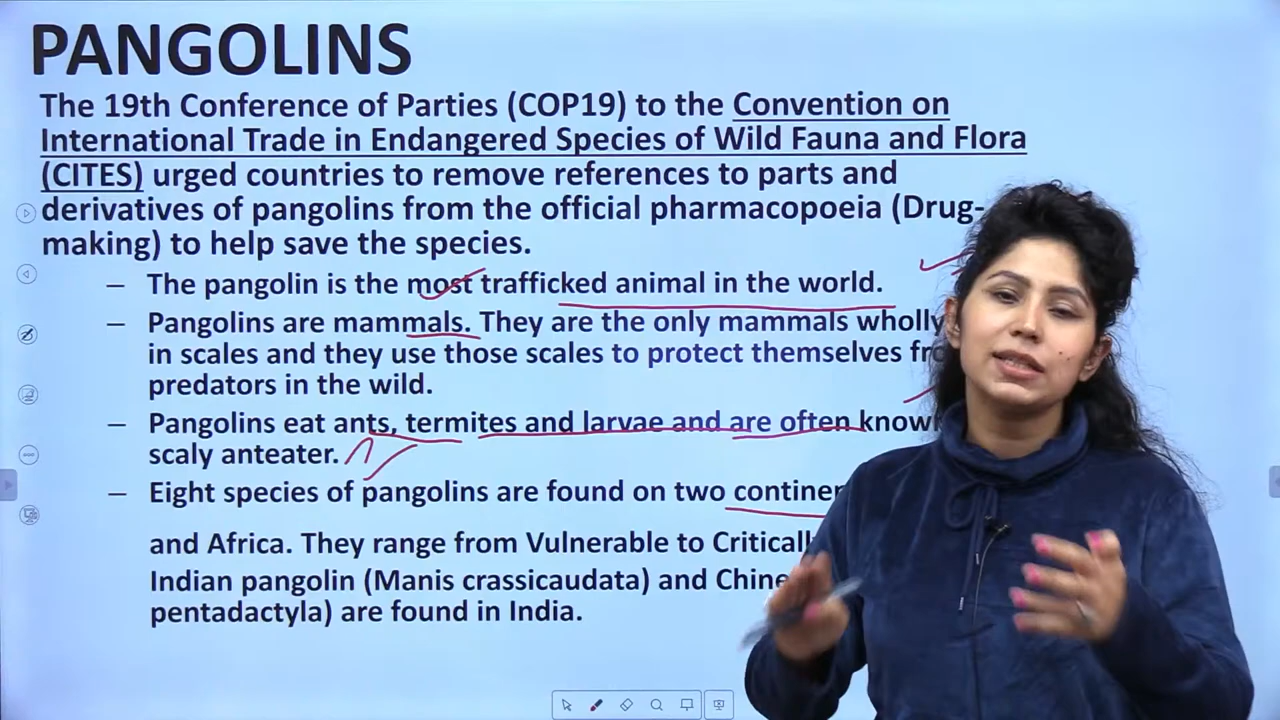 PANGOLINS
The 19th Conference of Parties (COP19) to the Convention on
International Trade in Endangered Species of Wild Fauna and Flora
(CITES) urged countries to remove references to parts and
derivatives of pangolins from the official pharmacopoeia (Drug-
making) to help save the species.
– The pangolin is the most trafficked animal in the world.
– Pangolins are mammals. They are the only mammals wholly
in scales and they use those scales to protect themselves
predators in the wild.
– Pangolins eat ants, termites and larvae and are often
scaly anteater.
– Eight species of pangolins are found on two
and Africa. They range from Vulnerable to
Indian pangolin (Manis crassicaudata) and
pentadactyla) are found in India.